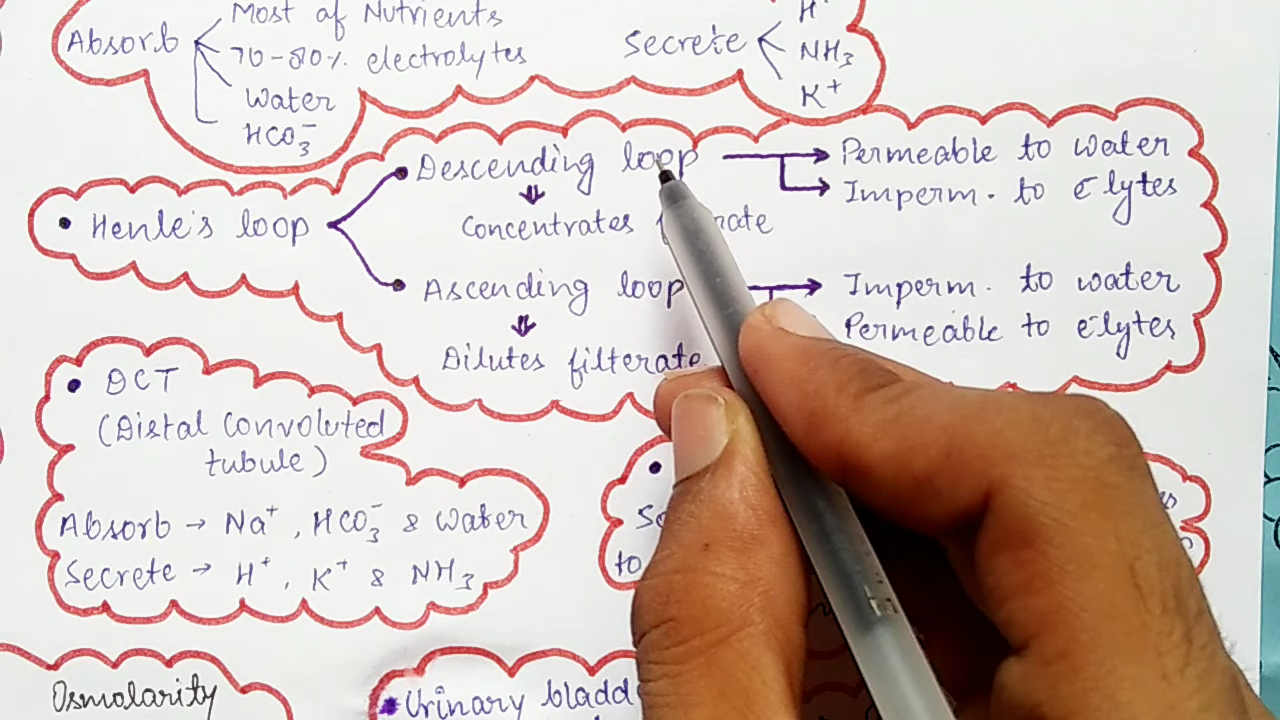 Most of Nutrients
Absorb
70-80% electrolytes
Water
HCO3-
Secrete
H+
NH3
K+
• Henle's loop
Descending loop
Permeable to water
Imperm. to e-lytes
Concentrates
Ascending loop
Imperm. to water
Permeable to e-lytes
Dilutes filterate
• DCT
(Distal convoluted
tubule)
Absorb → Na+, HCO3- & Water
Secrete → H+, K+ & NH3
to
Osmolarity
Urinary